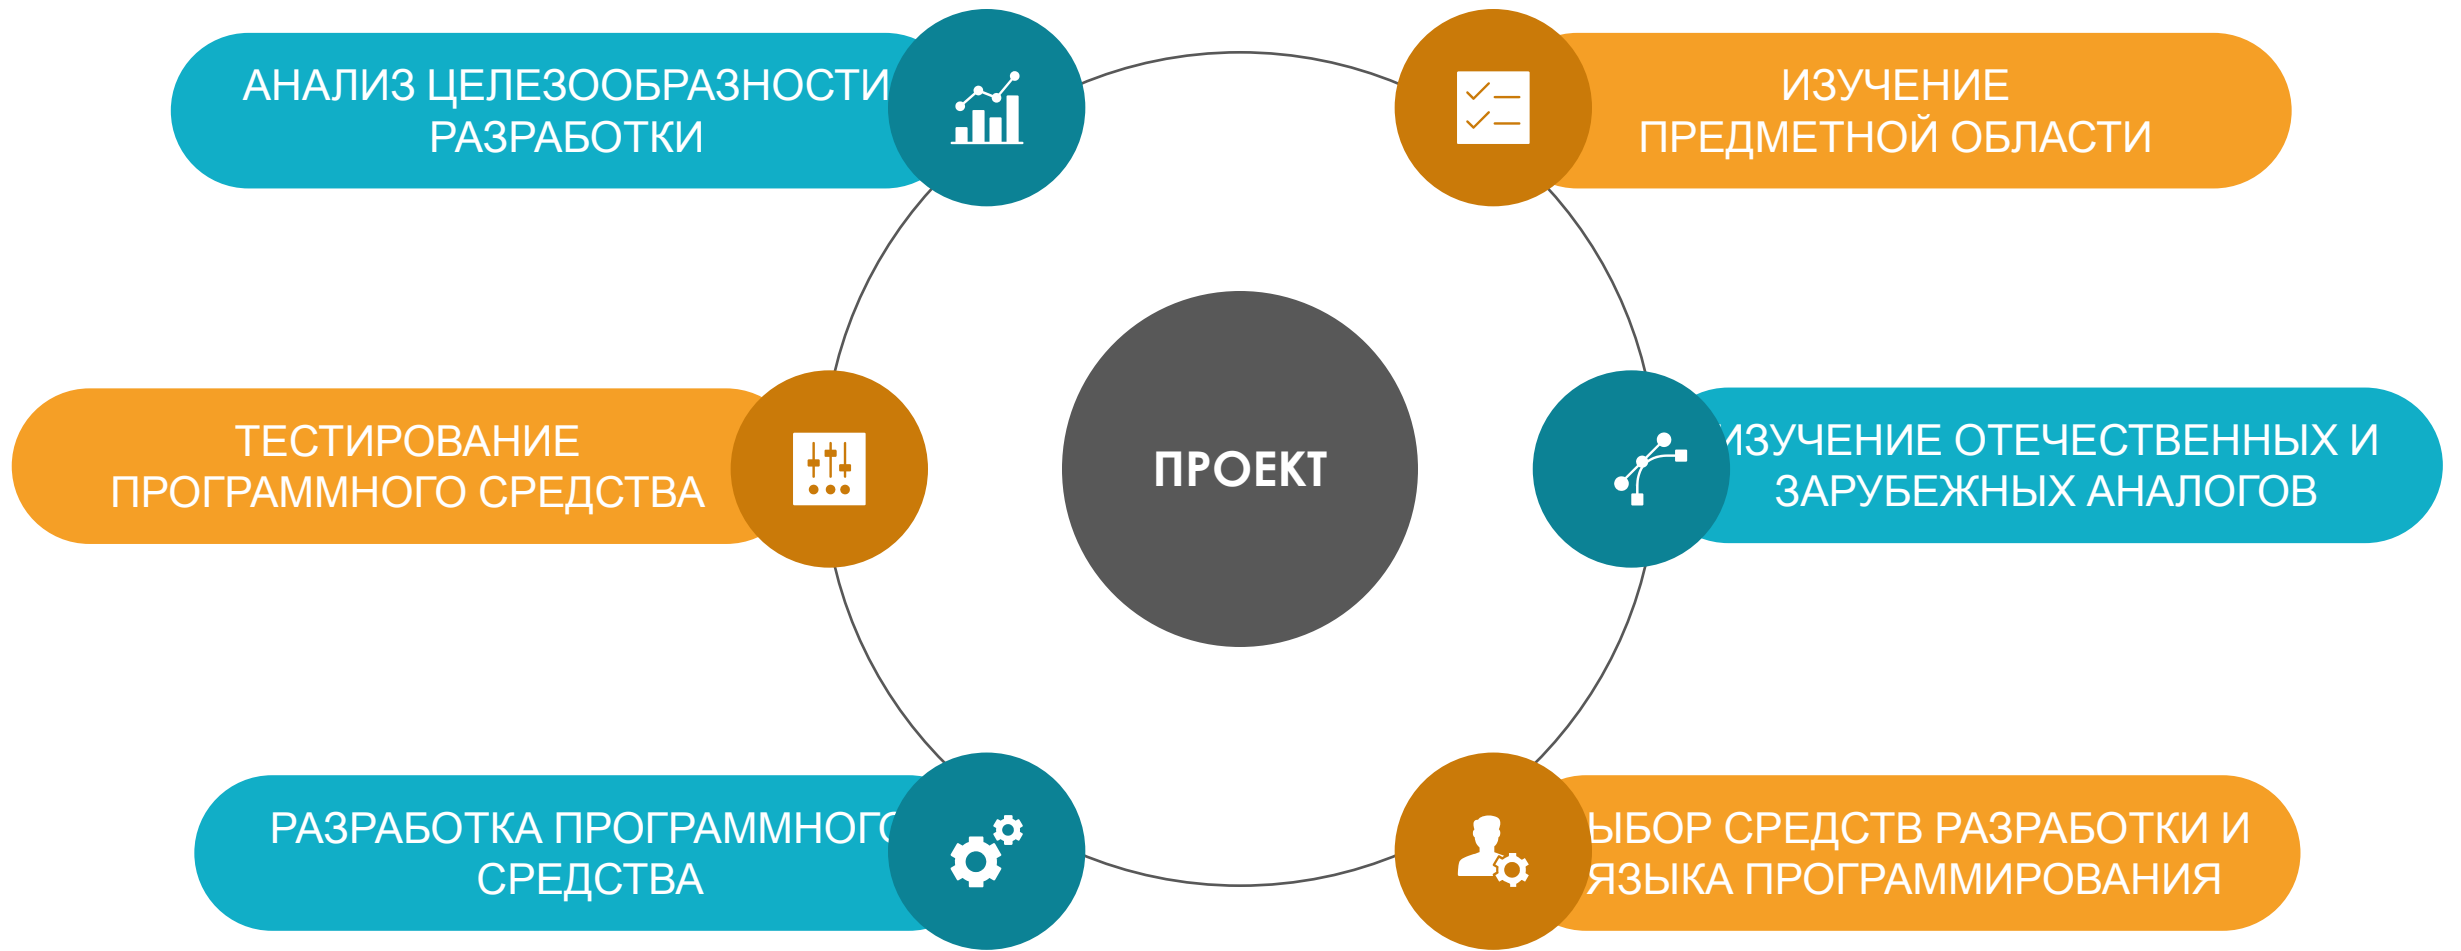 АНАЛИЗ ЦЕЛЕЗООБРАЗНОСТИ
РАЗРАБОТКИ
ИЗУЧЕНИЕ
ПРЕДМЕТНОЙ ОБЛАСТИ
ТЕСТИРОВАНИЕ
ПРОГРАММНОГО СРЕДСТВА
ПРОЕКТ
ИЗУЧЕНИЕ ОТЕЧЕСТВЕННЫХ И
ЗАРУБЕЖНЫХ АНАЛОГОВ
РАЗРАБОТКА ПРОГРАММНОГО
СРЕДСТВА
ЫБОР СРЕДСТВ РАЗРАБОТКИ И
ЯЗЫКА ПРОГРАММИРОВАНИЯ